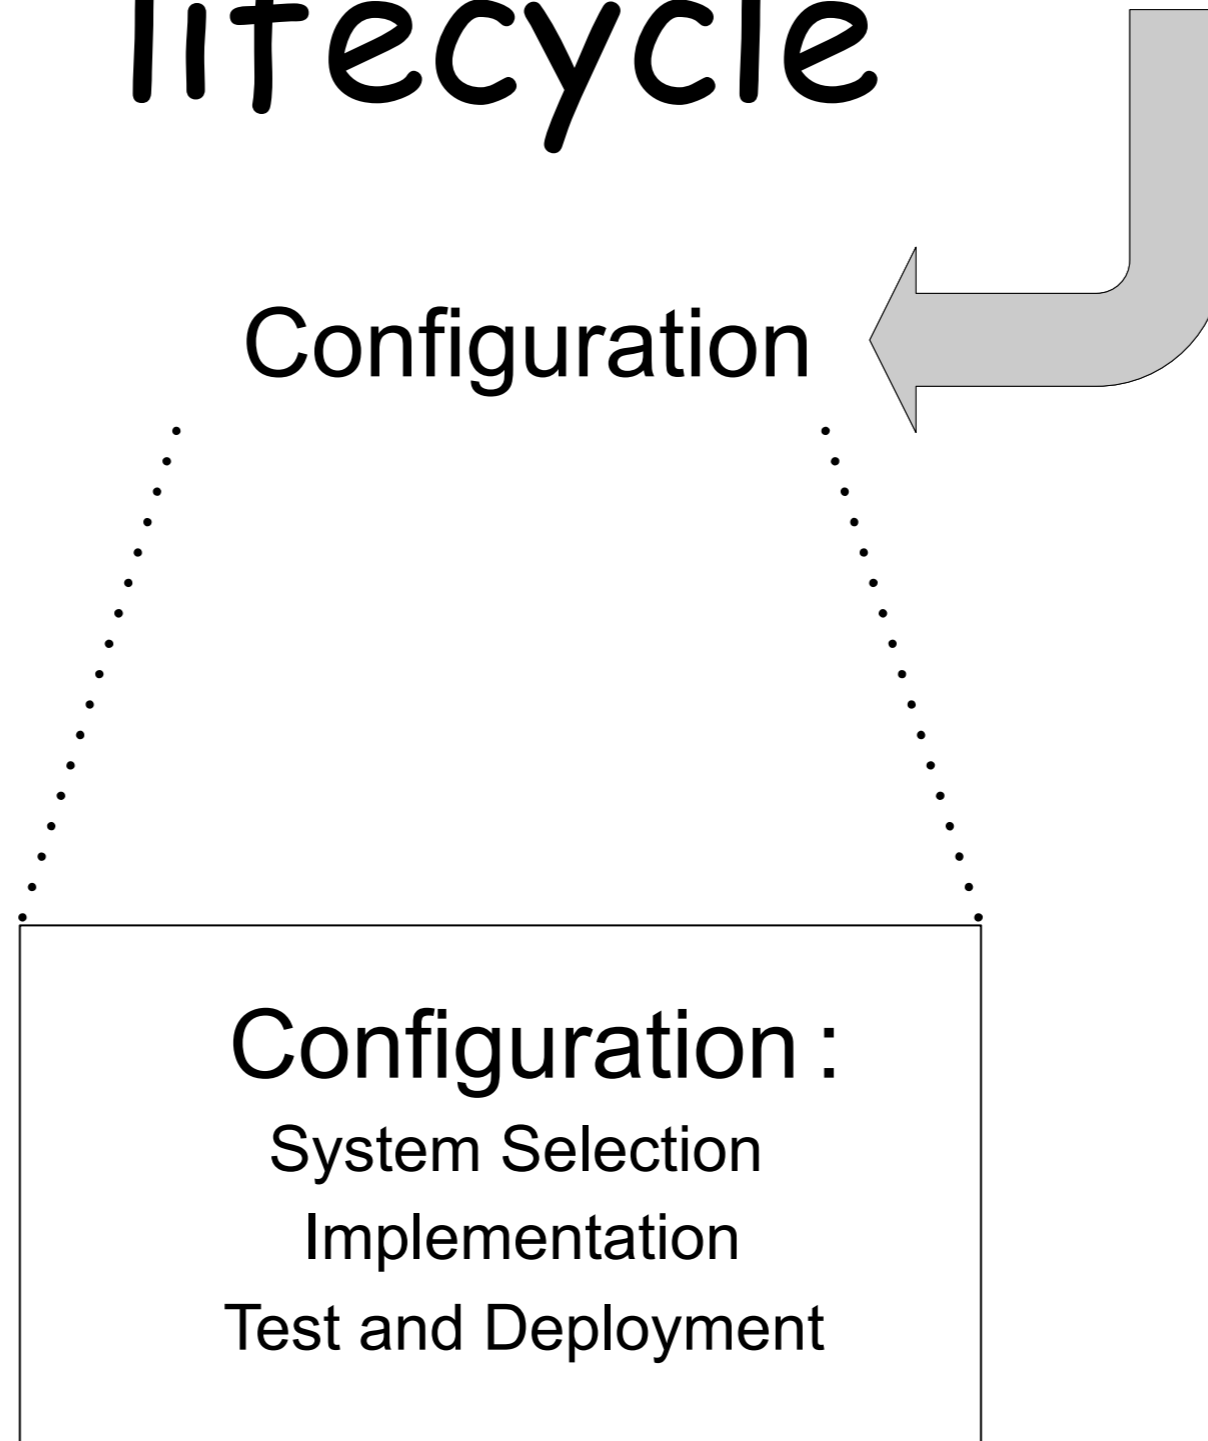 lifecycle
Configuration
Configuration :
System Selection
Implementation
Test and Deployment